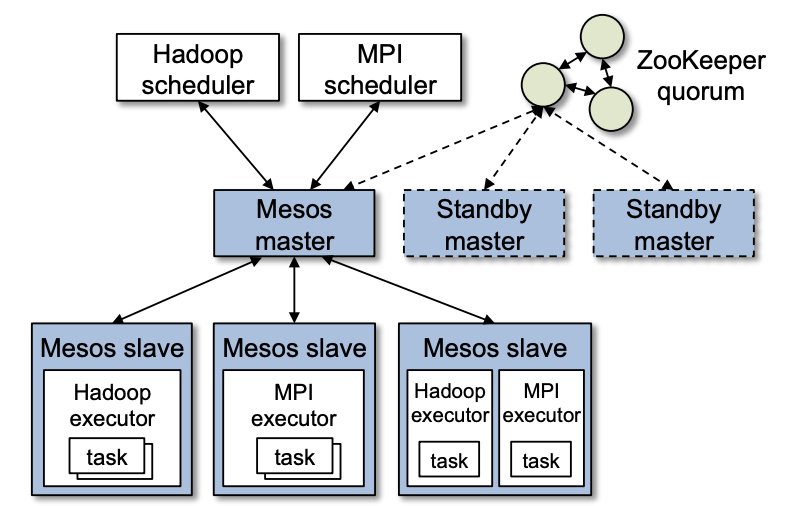 Hadoop
scheduler
MPI
scheduler
ZooKeeper
quorum
Mesos
master
Standby
master
Standby
master
Mesos slave
Hadoop
executor
task
Mesos slave
MPI
executor
task
Mesos slave
Hadoop
executor
task
MPI
executor
task